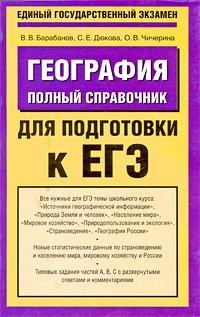 ЕДИНЫЙ ГОСУДАРСТВЕННЫЙ ЭКЗАМЕН
В. В. Барабанов, С. Е. Дюкова, О. В. Чичерина
ГЕОГРАФИЯ
ПОЛНЫЙ СПРАВОЧНИК
ДЛЯ ПОДГОТОВКИ
К ЕГЭ
Все нужные для ЕГЭ темы школьного курса:
"Источники географической информации",
"Природа Земли и человек", "Население мира",
"Мировое хозяйство", "Природопользование и экология",
"Страноведение", "География России"
Новые статистические данные по страноведению
и населению мира, мировому хозяйству и России
Типовые задания частей А, В, С с развернутыми
ответами и комментариями